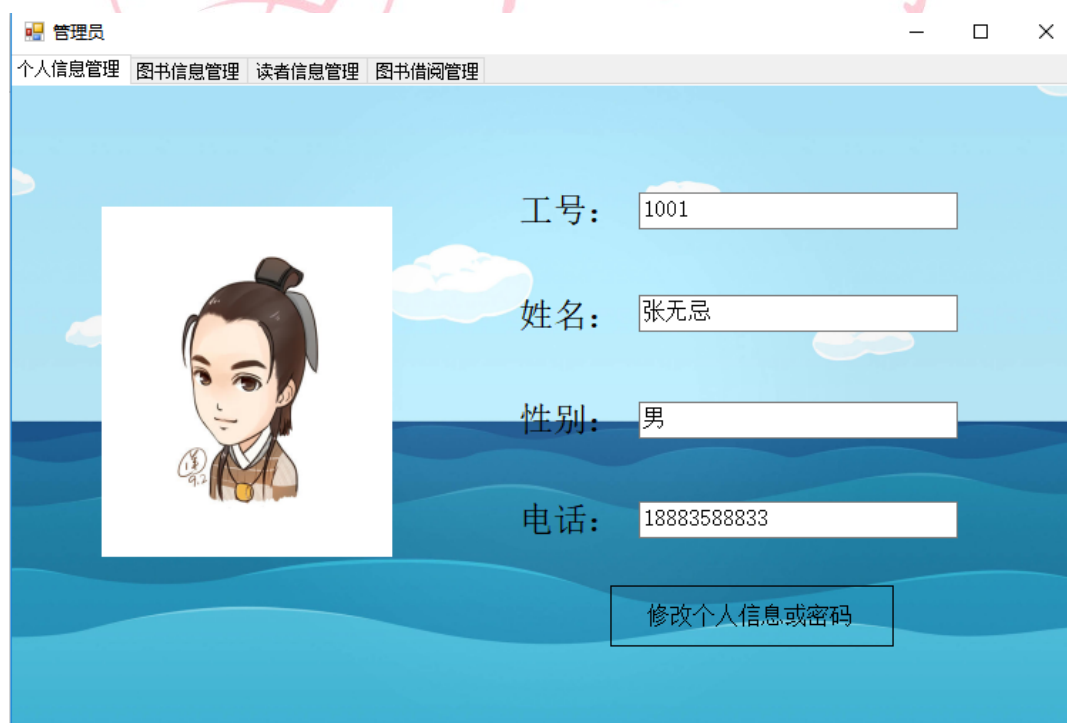 管理员
个人信息管理 图书信息管理 读者信息管理 图书借阅管理
工号： 1001
姓名： 张无忌
性别： 男
电话： 18883588833
9.2
修改个人信息或密码